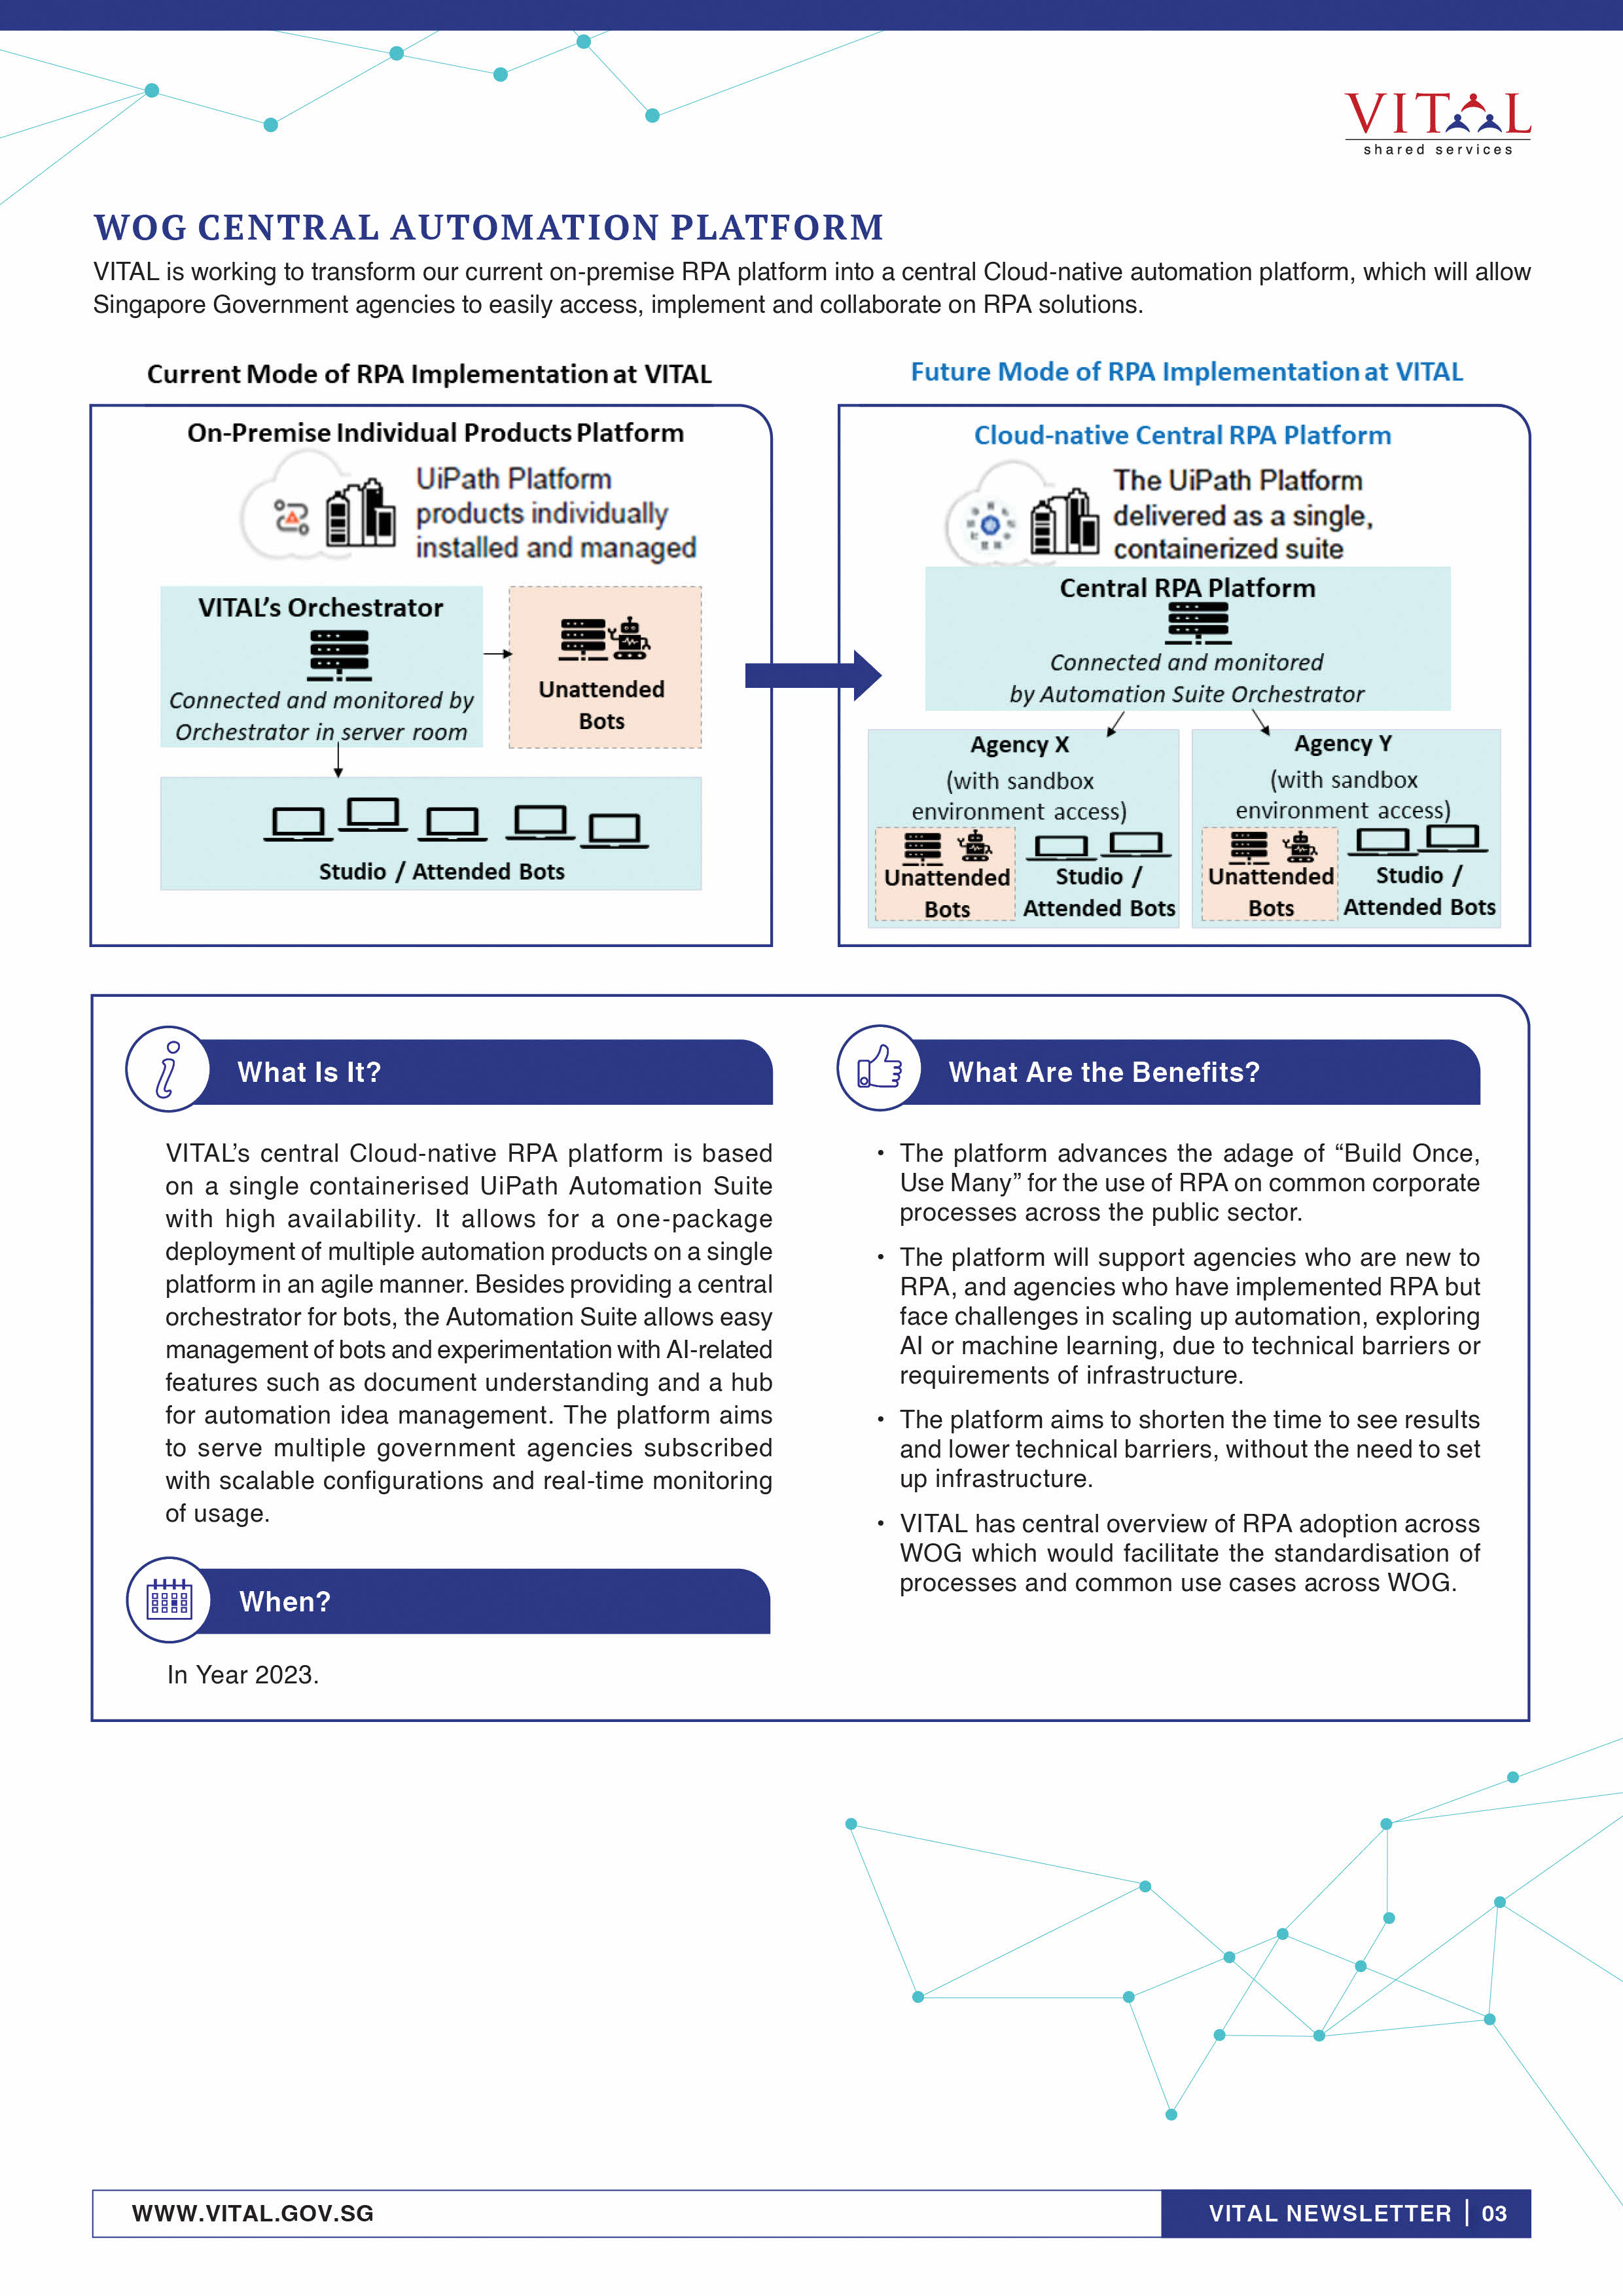 VITAL
shared services
WOG CENTRAL AUTOMATION PLATFORM
VITAL is working to transform our current on-premise RPA platform into a central Cloud-native automation platform, which will allow
Singapore Government agencies to easily access, implement and collaborate on RPA solutions.
Current Mode of RPA Implementation at VITAL
On-Premise Individual Products Platform
UiPath Platform
products individually
installed and managed
VITAL’s Orchestrator
Connected and monitored by
Orchestrator in server room
Unattended
Bots
Studio / Attended Bots
Future Mode of RPA Implementation at VITAL
Cloud-native Central RPA Platform
The UiPath Platform
delivered as a single,
containerized suite
Central RPA Platform
Connected and monitored
by Automation Suite Orchestrator
Agency X
(with sandbox
environment access)
Unattended
Bots
Studio /
Attended Bots
Agency Y
(with sandbox
environment access)
Unattended
Bots
Studio /
Attended Bots
What Is It?
VITAL’s central Cloud-native RPA platform is based
on a single containerised UiPath Automation Suite
with high availability. It allows for a one-package
deployment of multiple automation products on a single
platform in an agile manner. Besides providing a central
orchestrator for bots, the Automation Suite allows easy
management of bots and experimentation with AI-related
features such as document understanding and a hub
for automation idea management. The platform aims
to serve multiple government agencies subscribed
with scalable configurations and real-time monitoring
of usage.
When?
In Year 2023.
What Are the Benefits?
• The platform advances the adage of “Build Once,
Use Many” for the use of RPA on common corporate
processes across the public sector.
• The platform will support agencies who are new to
RPA, and agencies who have implemented RPA but
face challenges in scaling up automation, exploring
AI or machine learning, due to technical barriers or
requirements of infrastructure.
• The platform aims to shorten the time to see results
and lower technical barriers, without the need to set
up infrastructure.
• VITAL has central overview of RPA adoption across
WOG which would facilitate the standardisation of
processes and common use cases across WOG.
WWW.VITAL.GOV.SG
VITAL NEWSLETTER | 03